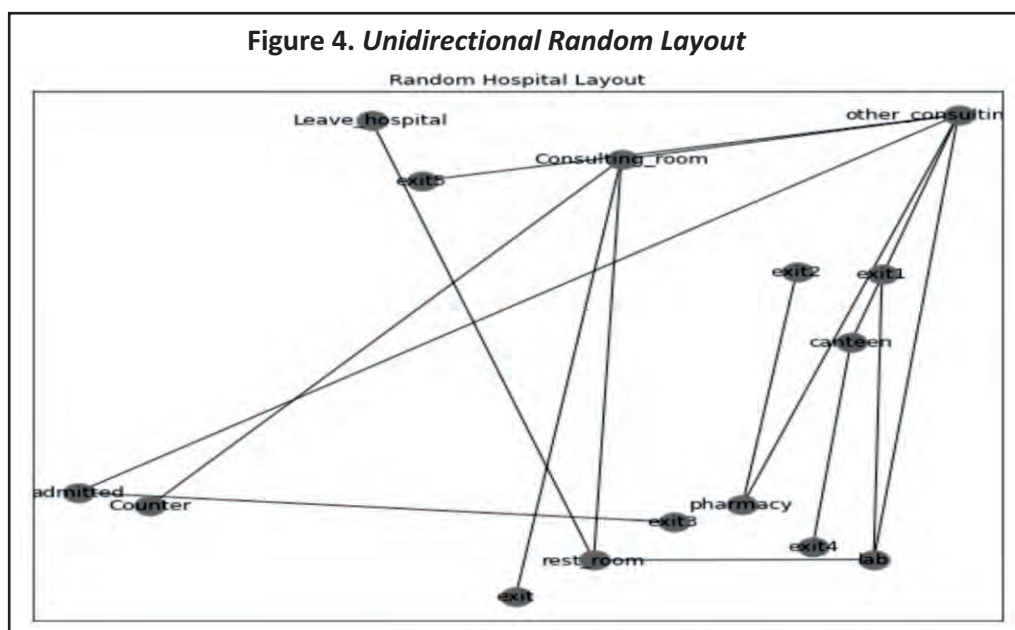 Figure 4. Unidirectional Random Layout
Random Hospital Layout
Leave_hospital
other_consultin
Consulting_room
exit5
exit2
exit1
canteen
admitted
Counter
pharmacy
exit3
exit4
rest_room
lab
exit